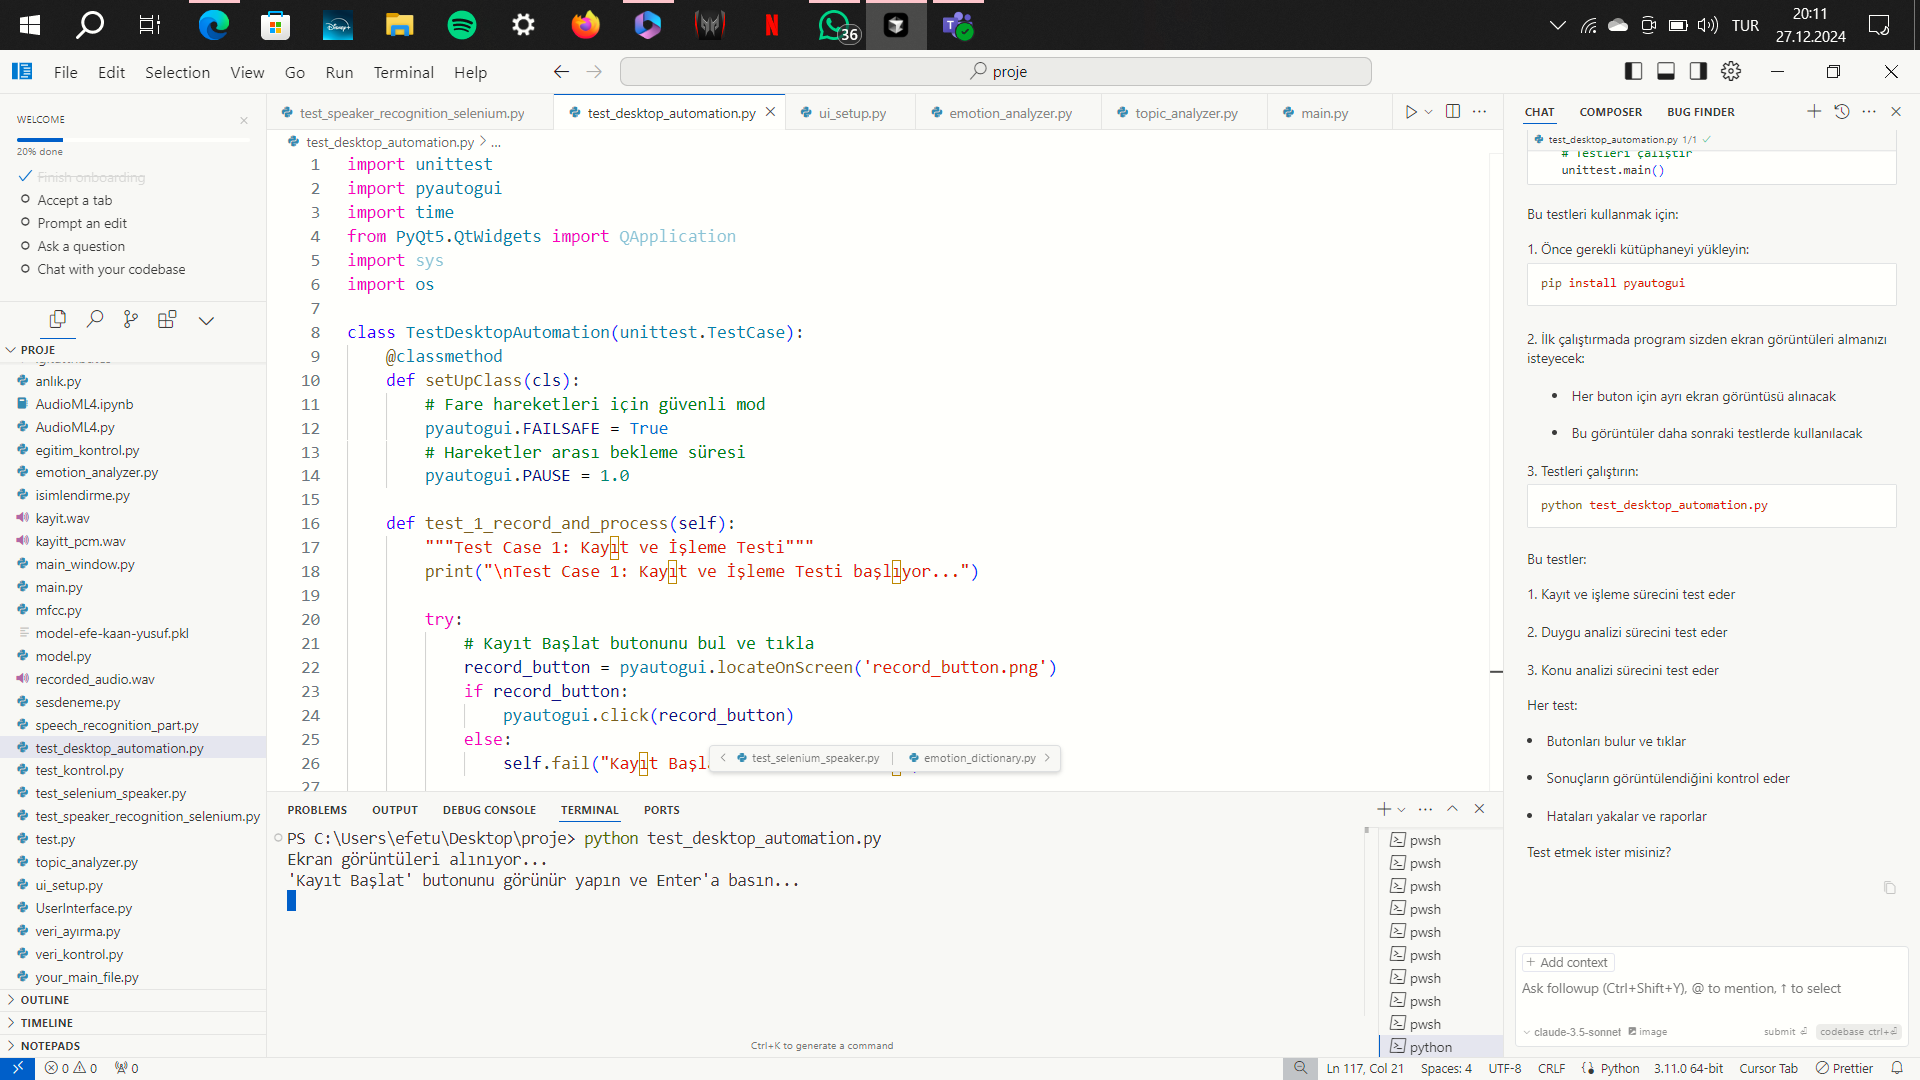 36
TUR
20:11
27.12.2024
File Edit Selection View Go Run Terminal Help
proje
WELCOME
20% done
Finish onboarding
Accept a tab
Prompt an edit
Ask a question
Chat with your codebase
PROJE
anlık.py
AudioML4.ipynb
AudioML4.py
egitim_kontrol.py
emotion_analyzer.py
isimlendirme.py
kayit.wav
kayitt_pcm.wav
main_window.py
main.py
mfcc.py
model-efe-kaan-yusuf.pkl
model.py
recorded_audio.wav
sesdeneme.py
speech_recognition_part.py
test_desktop_automation.py
test_kontrol.py
test_selenium_speaker.py
test_speaker_recognition_selenium.py
test.py
topic_analyzer.py
ui_setup.py
UserInterface.py
veri_ayırma.py
veri_kontrol.py
your_main_file.py
OUTLINE
TIMELINE
NOTEPADS
test_speaker_recognition_selenium.py test_desktop_automation.py ui_setup.py emotion_analyzer.py topic_analyzer.py main.py
test_desktop_automation.py > ...
1 import unittest
2 import pyautogui
3 import time
4 from PyQt5.QtWidgets import QApplication
5 import sys
6 import os
7
8 class TestDesktopAutomation(unittest.TestCase):
9 @classmethod
10 def setUpClass(cls):
11 # Fare hareketleri için güvenli mod
12 pyautogui.FAILSAFE = True
13 # Hareketler arası bekleme süresi
14 pyautogui.PAUSE = 1.0
15
16 def test_1_record_and_process(self):
17 """Test Case 1: Kayıt ve İşleme Testi"""
18 print("\nTest Case 1: Kayıt ve İşleme Testi başlıyor...")
19
20 try:
21 # Kayıt Başlat butonunu bul ve tıkla
22 record_button = pyautogui.locateOnScreen('record_button.png')
23 if record_button:
24 pyautogui.click(record_button)
25 else:
26 self.fail("Kayıt Başl
27
test_selenium_speaker.py emotion_dictionary.py
PROBLEMS OUTPUT DEBUG CONSOLE TERMINAL PORTS
PS C:\Users\efetu\Desktop\proje> python test_desktop_automation.py
Ekran görüntüleri alınıyor...
'Kayıt Başlat' butonunu görünür yapın ve Enter'a basın...
Ctrl+K to generate a command
pwsh
pwsh
pwsh
pwsh
pwsh
pwsh
pwsh
pwsh
pwsh
python
CHAT COMPOSER BUG FINDER
test_desktop_automation.py 1/1
# Testleri çalıştır
unittest.main()
Bu testleri kullanmak için:
1. Önce gerekli kütüphaneyi yükleyin:
pip install pyautogui
2. İlk çalıştırmada program sizden ekran görüntüleri almanızı
isteyecek:
• Her buton için ayrı ekran görüntüsü alınacak
• Bu görüntüler daha sonraki testlerde kullanılacak
3. Testleri çalıştırın:
python test_desktop_automation.py
Bu testler:
1. Kayıt ve işleme sürecini test eder
2. Duygu analizi sürecini test eder
3. Konu analizi sürecini test eder
Her test:
• Butonları bulur ve tıklar
• Sonuçların görüntülendiğini kontrol eder
• Hataları yakalar ve raporlar
Test etmek ister misiniz?
+ Add context
Ask followup (Ctrl+Shift+Y), @ to mention, ↑ to select
claude-3.5-sonnet image submit codebase ctrl+
0 0 0
Ln 117, Col 21 Spaces: 4 UTF-8 CRLF Python 3.11.0 64-bit Cursor Tab Prettier